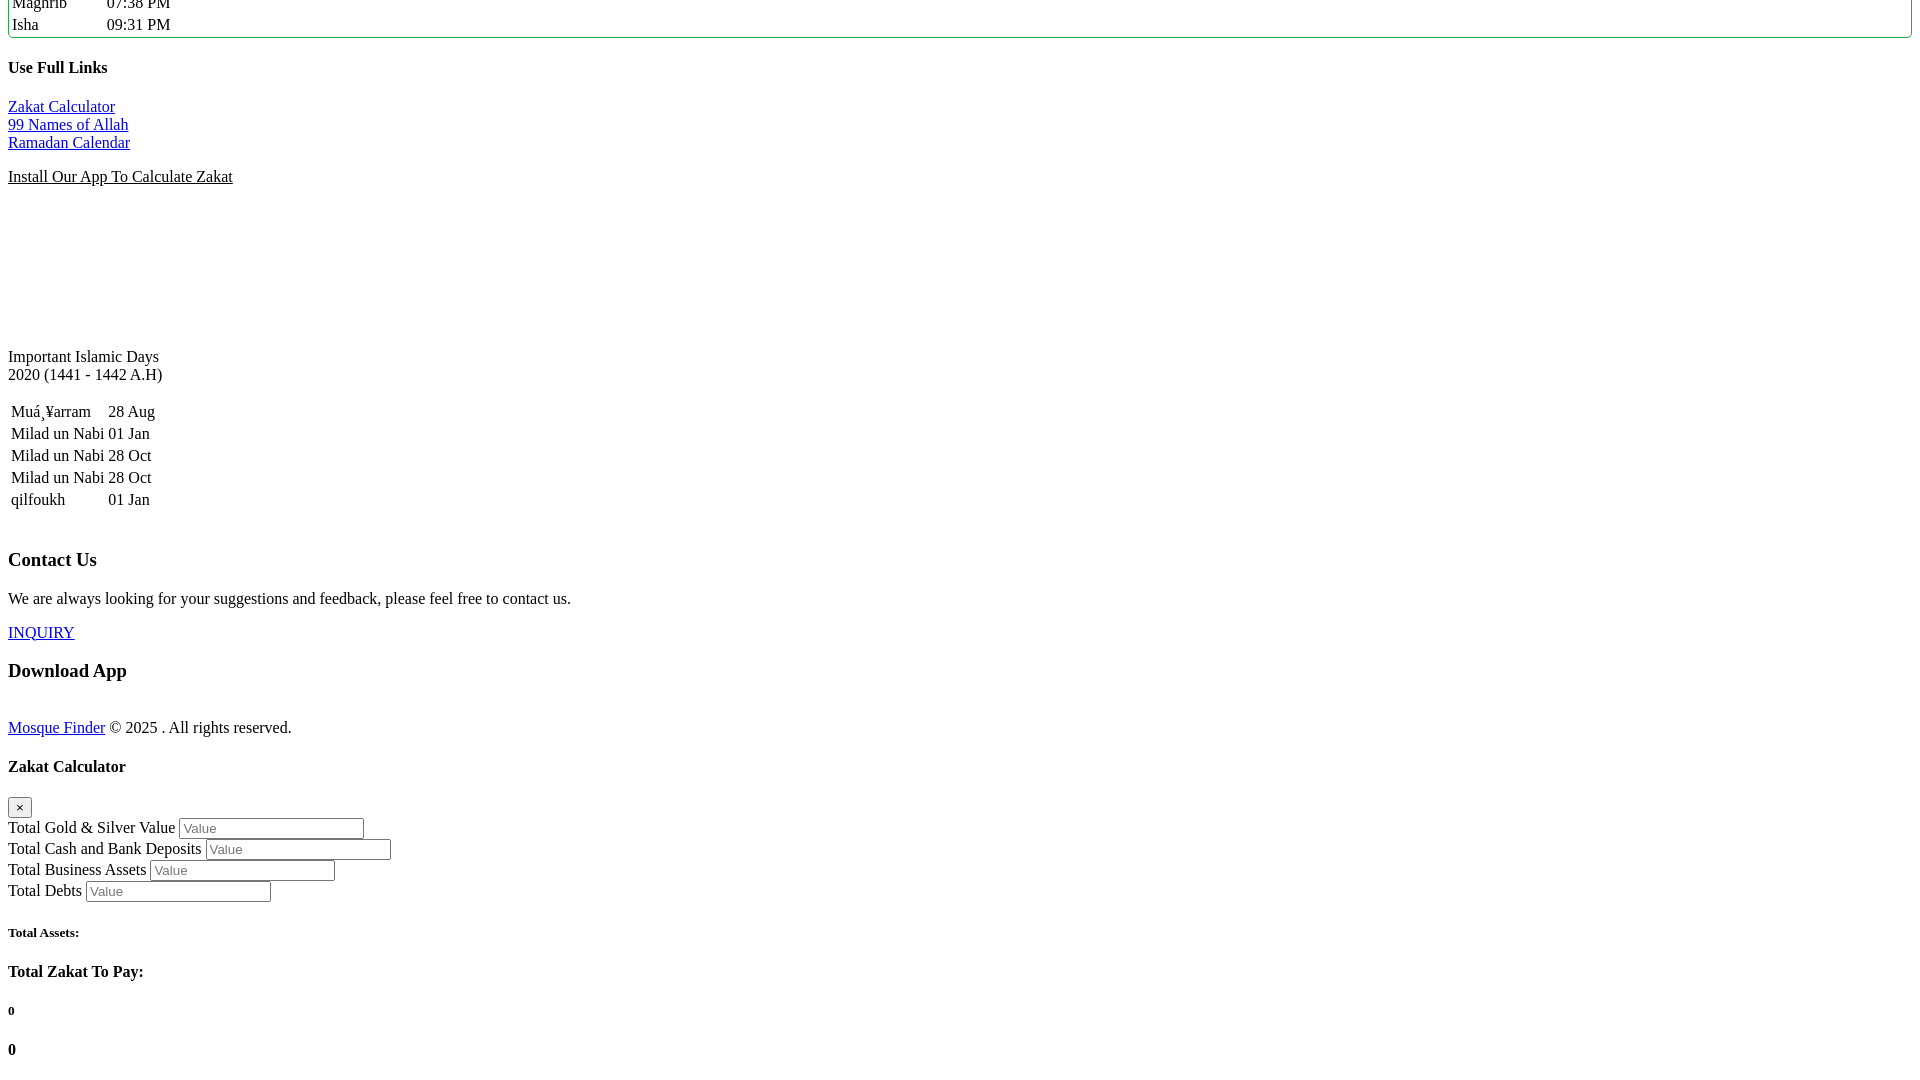 Maghrib 07:38 PM
Isha 09:31 PM
Use Full Links
Zakat Calculator
99 Names of Allah
Ramadan Calendar
Install Our App To Calculate Zakat
Important Islamic Days
2020 (1441 - 1442 A.H)
Muá¸¥arram 28 Aug
Milad un Nabi 01 Jan
Milad un Nabi 28 Oct
Milad un Nabi 28 Oct
qilfoukh 01 Jan
Contact Us
We are always looking for your suggestions and feedback, please feel free to contact us.
INQUIRY
Download App
Mosque Finder © 2025 . All rights reserved.
Zakat Calculator
×
Total Gold & Silver Value Value
Total Cash and Bank Deposits Value
Total Business Assets Value
Total Debts Value
Total Assets:
Total Zakat To Pay:
0
0